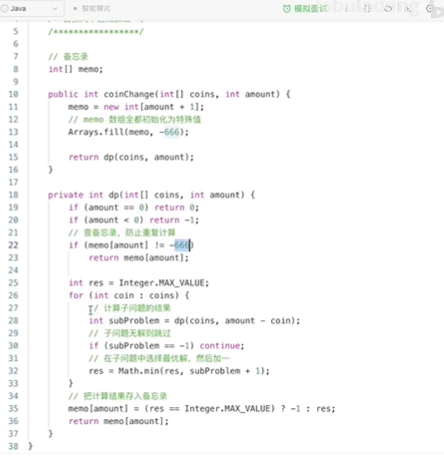 Java
智能模式
模拟面试
5 /*****************/
6
7 // 备忘录
8 int[] memo;
9
10 public int coinChange(int[] coins, int amount) {
11 memo = new int[amount + 1];
12 // memo 数组全都初始化为特殊值
13 Arrays.fill(memo, -666);
14
15 return dp(coins, amount);
16 }
17
18 private int dp(int[] coins, int amount) {
19 if (amount == 0) return 0;
20 if (amount < 0) return -1;
21 // 查备忘录，防止重复计算
22 if (memo[amount] != -666)
23 return memo[amount];
24
25 int res = Integer.MAX_VALUE;
26 for (int coin : coins) {
27 // 计算子问题的结果
28 int subProblem = dp(coins, amount - coin);
29 // 子问题无解则跳过
30 if (subProblem == -1) continue;
31 // 在子问题中选择最优解，然后加一
32 res = Math.min(res, subProblem + 1);
33 }
34 // 把计算结果存入备忘录
35 memo[amount] = (res == Integer.MAX_VALUE) ? -1 : res;
36 return memo[amount];
37 }
38 }